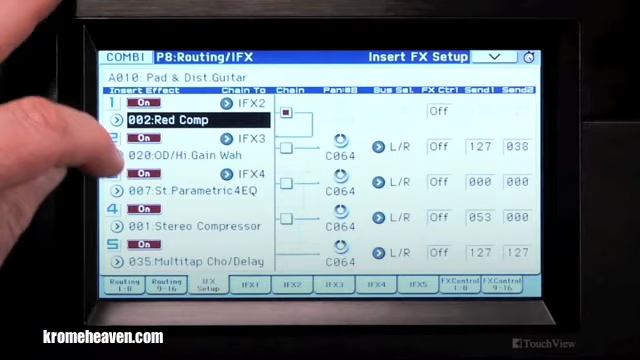 COMBI P8:Routing/IFX Insert FX Setup
A010: Pad & Dist.Guitar
Insert Effect Chain To Chain Pan:#8 Bus Sel. FX Ctrl Send1 Send2
1 On IFX2 Off
002:Red Comp
2 On IFX3
020:OD/Hi.Gain Wah C064 L/R Off 127 038
On IFX4
007:St.Parametric4EQ C064 L/R Off 000 000
4 On
001:Stereo Compressor C064 L/R Off 053 000
5 On
035:Multitap Cho/Delay C064 L/R Off 127 127
Routing 1-8 Routing 9-16 IFX Setup IFX1 IFX2 IFX3 IFX4 IFX5 FXControl 1-8 FXControl 9-16
kromeheaven.com
TouchView